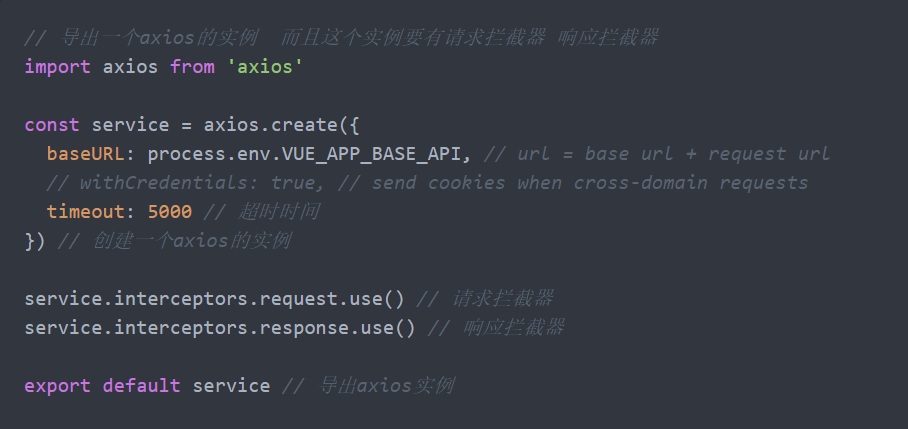 // 导出一个axios的实例  而且这个实例要有请求拦截器 响应拦截器
import axios from 'axios'
const service = axios.create({
  baseURL: process.env.VUE_APP_BASE_API, // url = base url + request url
  // withCredentials: true, // send cookies when cross-domain requests
  timeout: 5000 // 超时时间
}) // 创建一个axios的实例
service.interceptors.request.use() // 请求拦截器
service.interceptors.response.use() // 响应拦截器
export default service // 导出axios实例